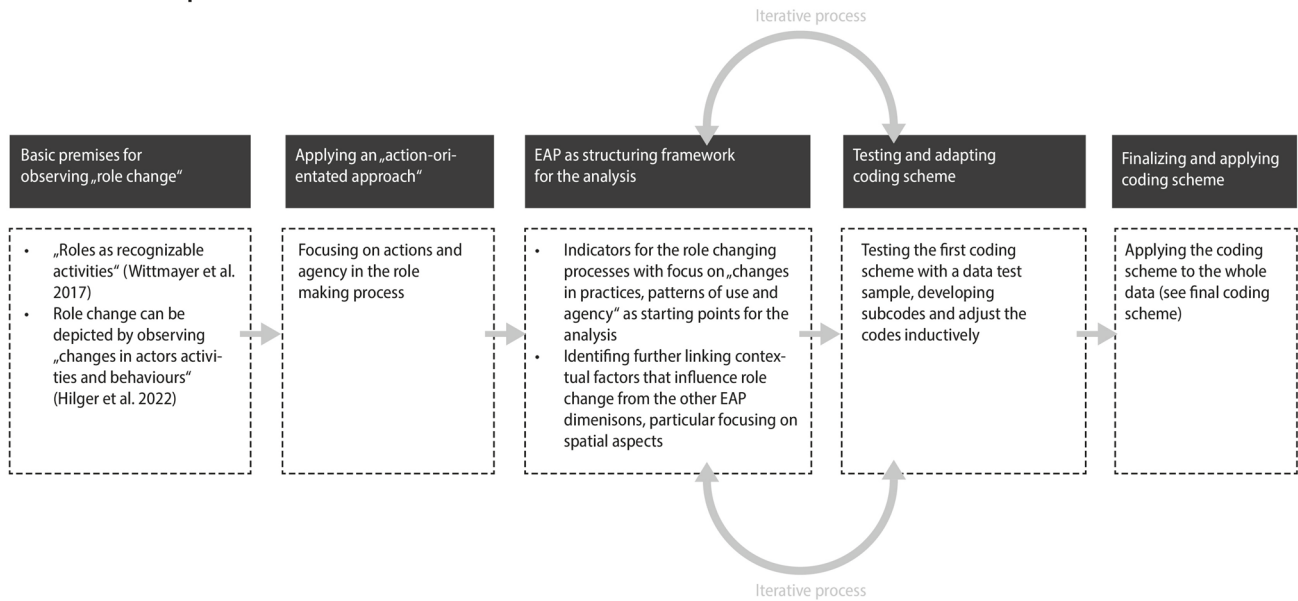 Iterative process
Basic premises for
observing „role change“
•
„Roles as recognizable
activities“ (Wittmayer et al.
2017)
•
Role change can be
depicted by observing
„changes in actors activi-
ties and behaviours“
(Hilger et al. 2022)
Applying an „action-ori-
entated approach“
Focusing on actions and
agency in the role
making process
EAP as structuring framework
for the analysis
•
Indicators for the role changing
processes with focus on „changes
in practices, patterns of use and
agency“ as starting points for the
analysis
•
Identifying further linking contex-
tual factors that influence role
change from the other EAP
dimenisons, particular focusing on
spatial aspects
Testing and adapting
coding scheme
Testing the first coding
scheme with a data test
sample, developing
subcodes and adjust the
codes inductively
Finalizing and applying
coding scheme
Applying the coding
scheme to the whole
data (see final coding
scheme)
Iterative process